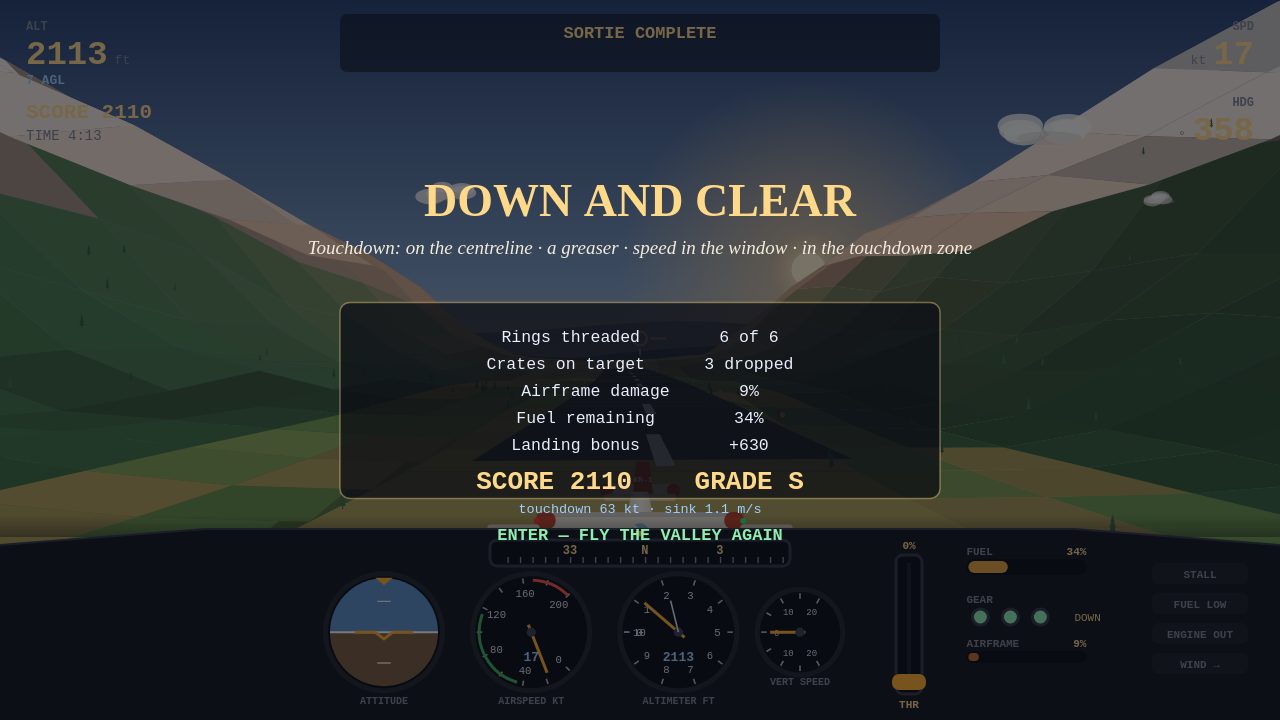 ALT
SORTIE COMPLETE
SPD
2113 ft
kt 17
7 AGL
HDG
SCORE 2110
° 358
TIME 4:13
DOWN AND CLEAR
Touchdown: on the centreline · a greaser · speed in the window · in the touchdown zone
Rings threaded 6 of 6
Crates on target 3 dropped
Airframe damage 9%
Fuel remaining 34%
Landing bonus +630
SCORE 2110 GRADE S
touchdown 63 kt · sink 1.1 m/s
ENTER — FLY THE VALLEY AGAIN
33 N 3
0%
FUEL 34%
STALL
GEAR DOWN
FUEL LOW
AIRFRAME 9%
ENGINE OUT
WIND →
160 200 120 80 40 0
17
2 3 1 4 5 9 6 8 7
2113
10 20 10 20
ATTITUDE
AIRSPEED KT
ALTIMETER FT
VERT SPEED
THR